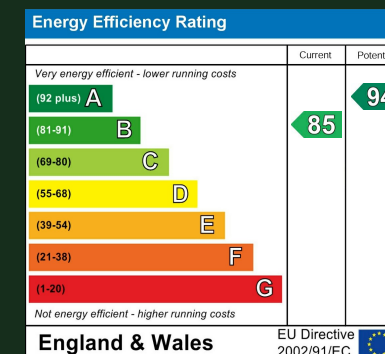 Energy Efficiency Rating
Current
Very energy efficient - lower running costs
(92 plus) A
94
(81-91) B
85
(69-80) C
(55-68) D
(39-54) E
(21-38) F
(1-20) G
Not energy efficient - higher running costs
England & Wales
EU Directive
2002/91/EC